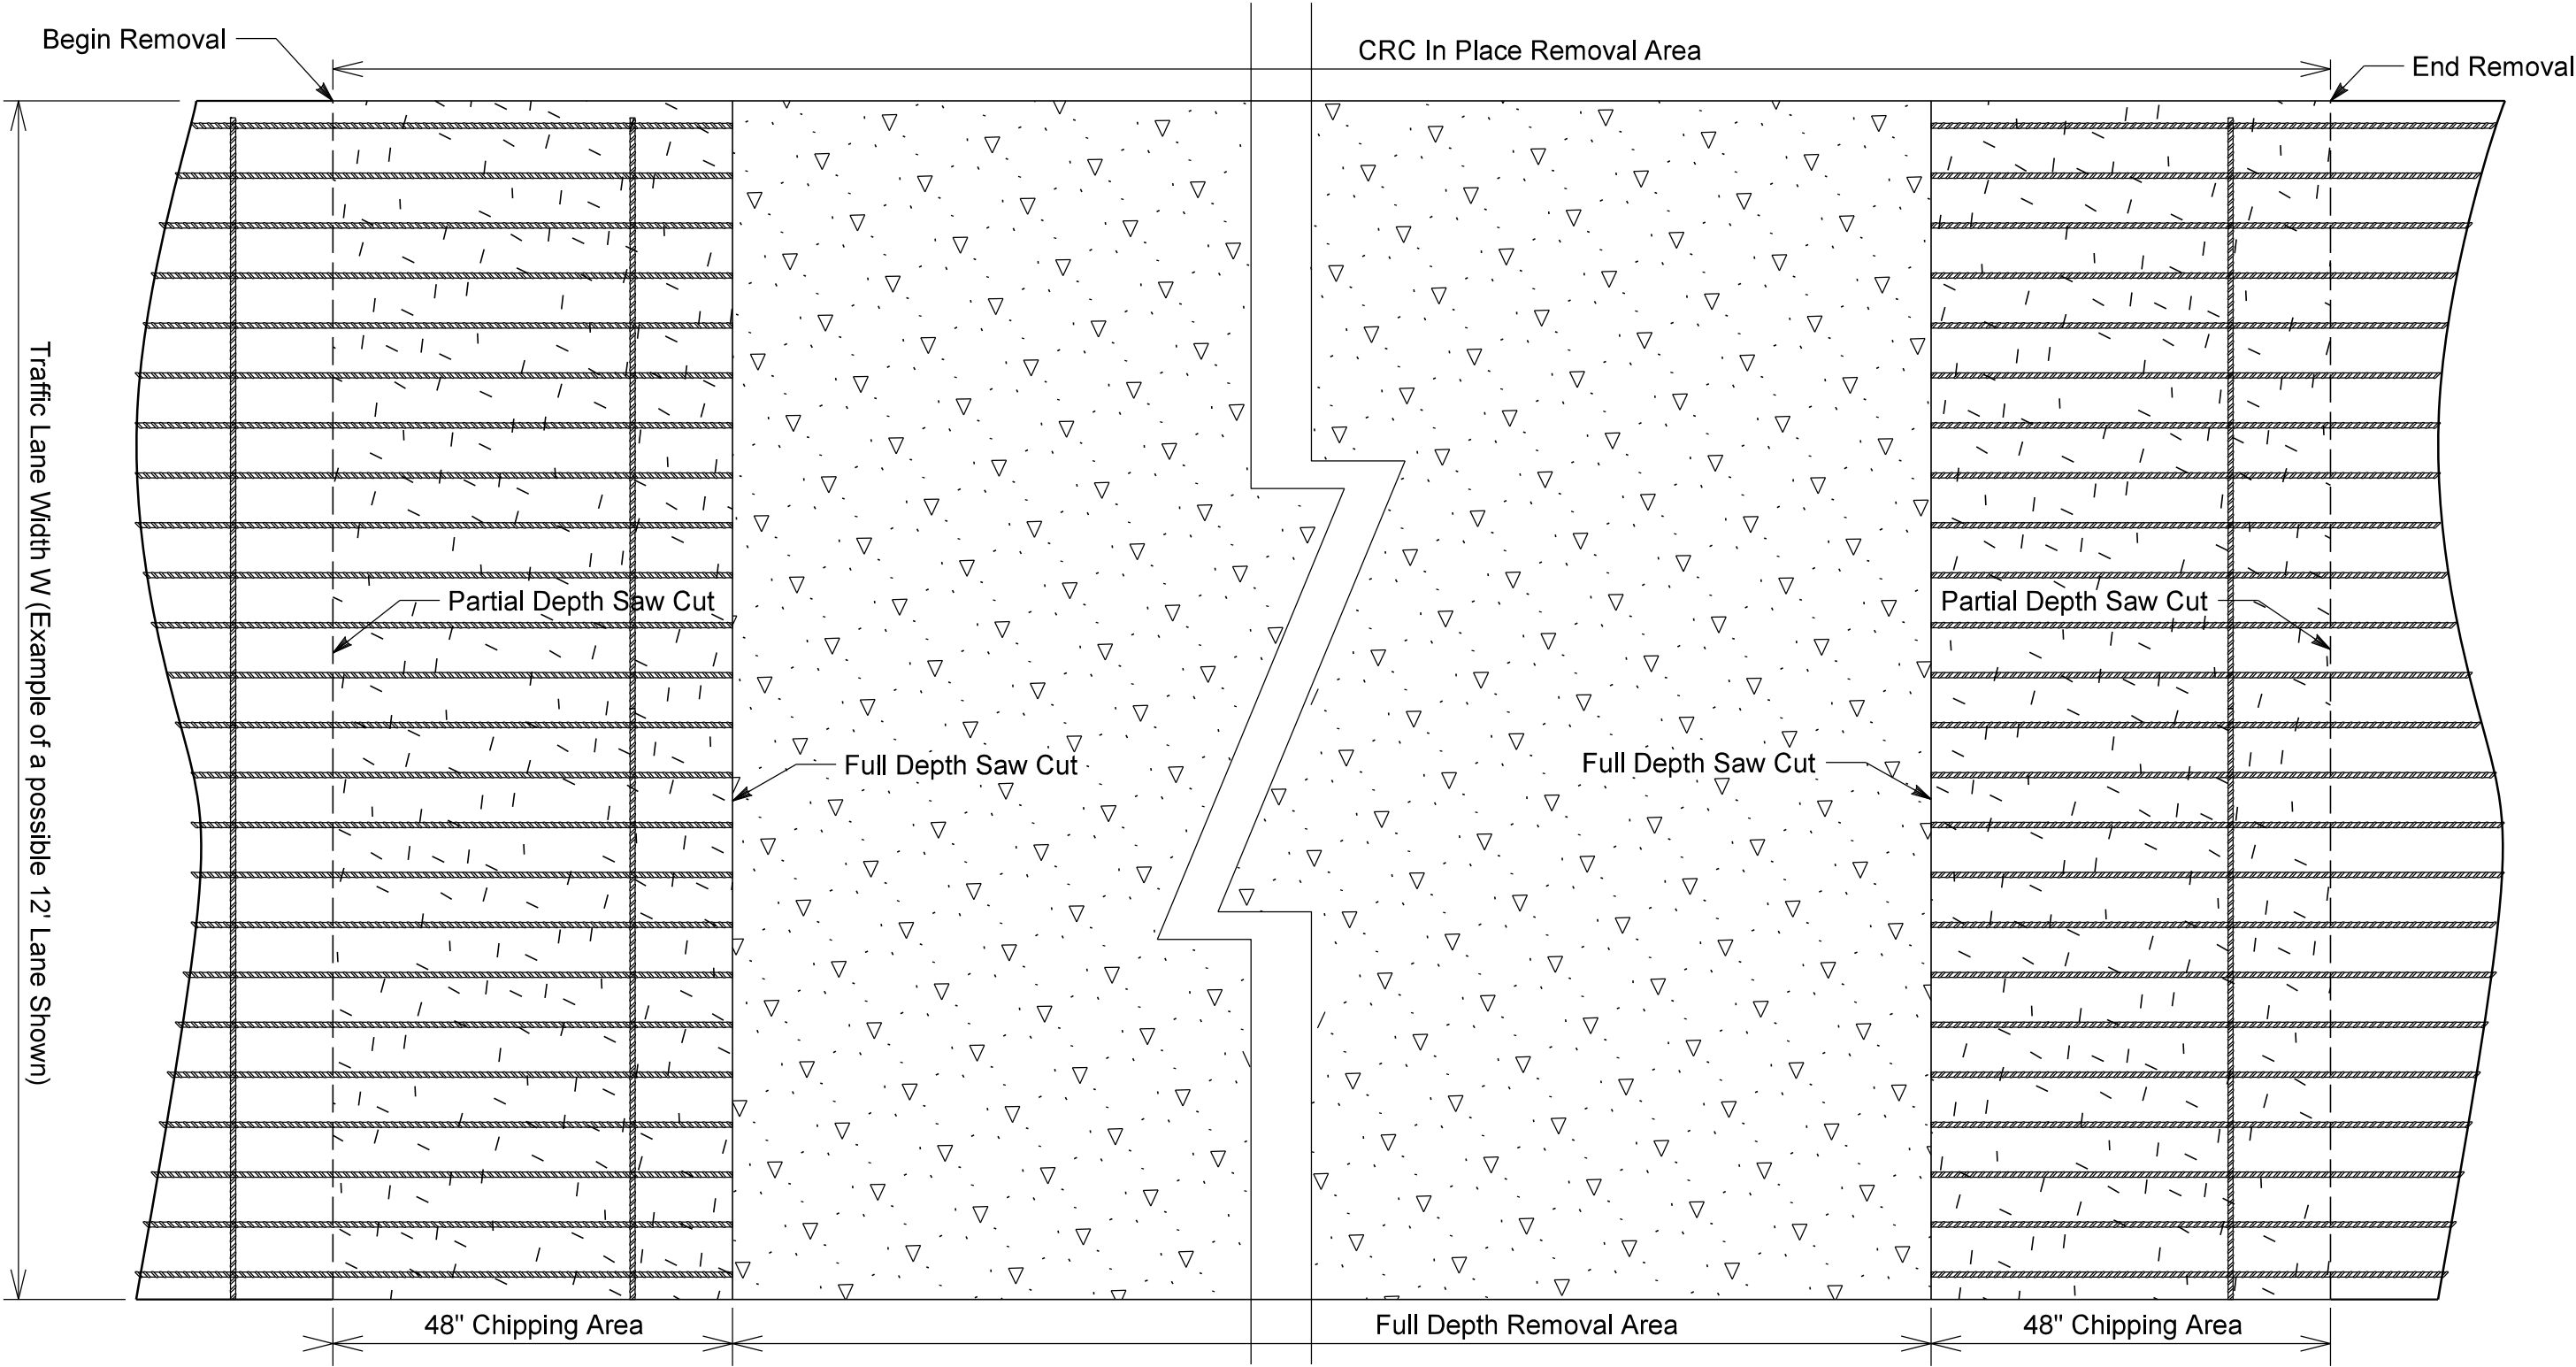 Begin Removal
CRC In Place Removal Area
End Removal
Traffic Lane Width W (Example of a possible 12' Lane Shown)
Partial Depth Saw Cut
Partial Depth Saw Cut
Full Depth Saw Cut
Full Depth Saw Cut
48" Chipping Area
Full Depth Removal Area
48" Chipping Area